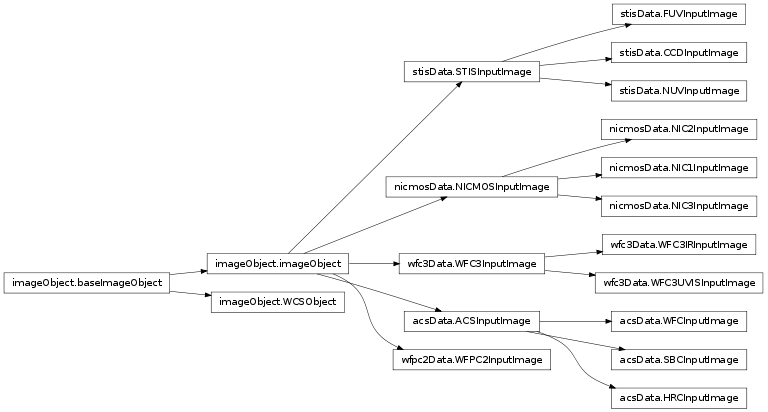 stisData.FUVInputImage
stisData.CCDInputImage
stisData.STISInputImage
stisData.NUVInputImage
nicmosData.NIC2InputImage
nicmosData.NIC1InputImage
nicmosData.NICMOSInputImage
nicmosData.NIC3InputImage
wfc3Data.WFC3IRInputImage
imageObject.imageObject
wfc3Data.WFC3InputImage
imageObject.baseImageObject
wfc3Data.WFC3UVISInputImage
imageObject.WCSObject
acsData.ACSInputImage
acsData.WFCInputImage
wfpc2Data.WFPC2InputImage
acsData.SBCInputImage
acsData.HRCInputImage